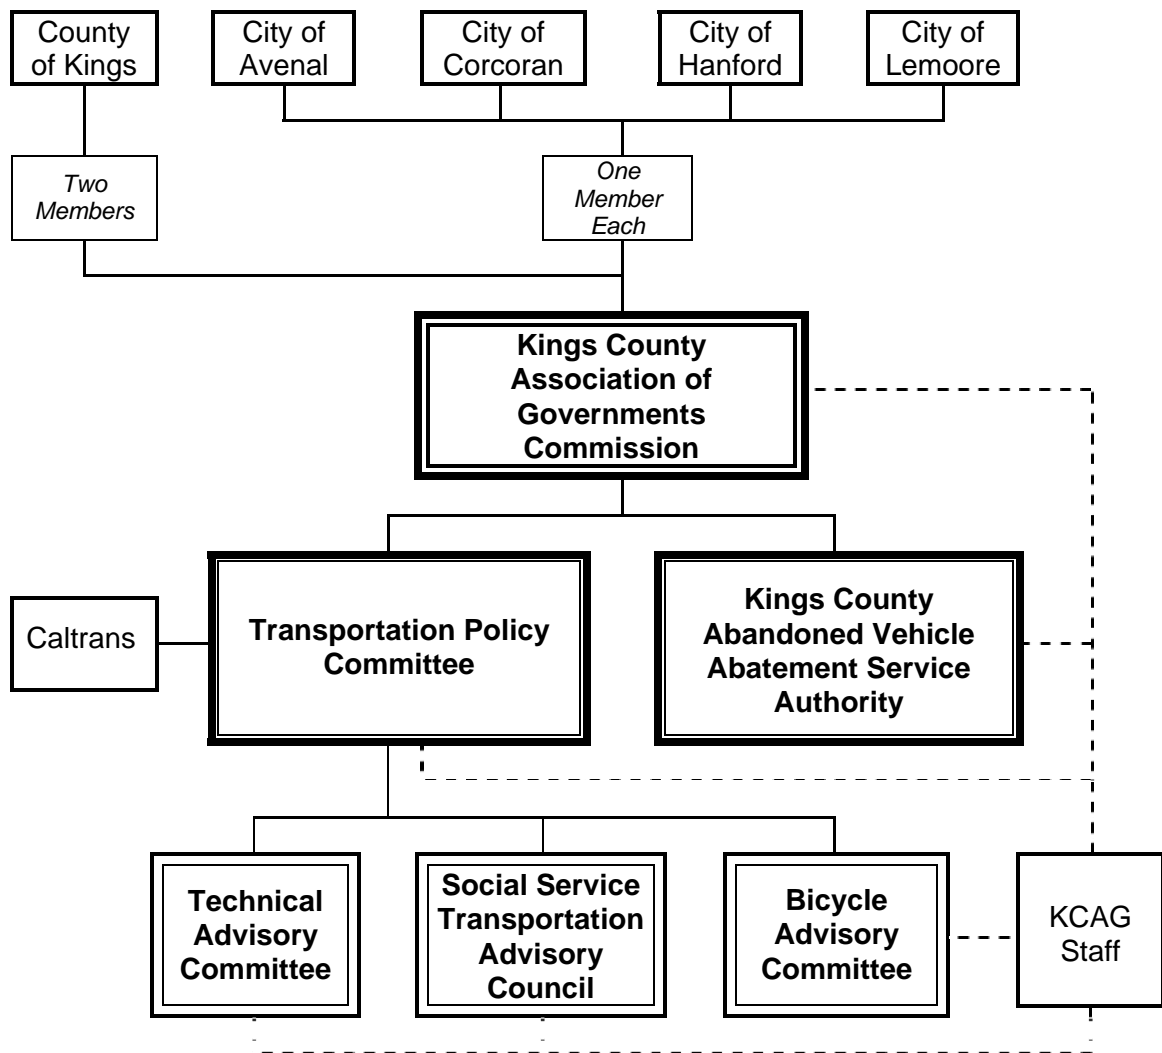 County
of Kings
City of
Avenal
City of
Corcoran
City of
Hanford
City of
Lemoore
Two
Members
One
Member
Each
Kings County
Association of
Governments
Commission
Caltrans
Transportation Policy
Committee
Kings County
Abandoned Vehicle
Abatement Service
Authority
Technical
Advisory
Committee
Social Service
Transportation
Advisory
Council
Bicycle
Advisory
Committee
KCAG
Staff